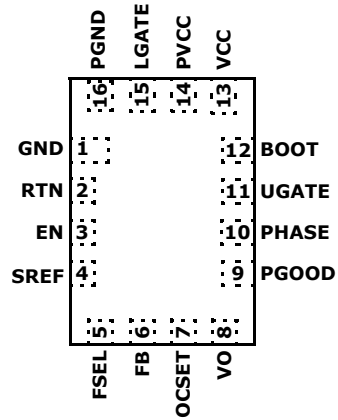 PGND LGATE PVCC VCC
16 15 14 13
GND 1 12 BOOT
RTN 2 11 UGATE
EN 3 10 PHASE
SREF 4 9 PGOOD
5 6 7 8
FSEL FB OCSET VO